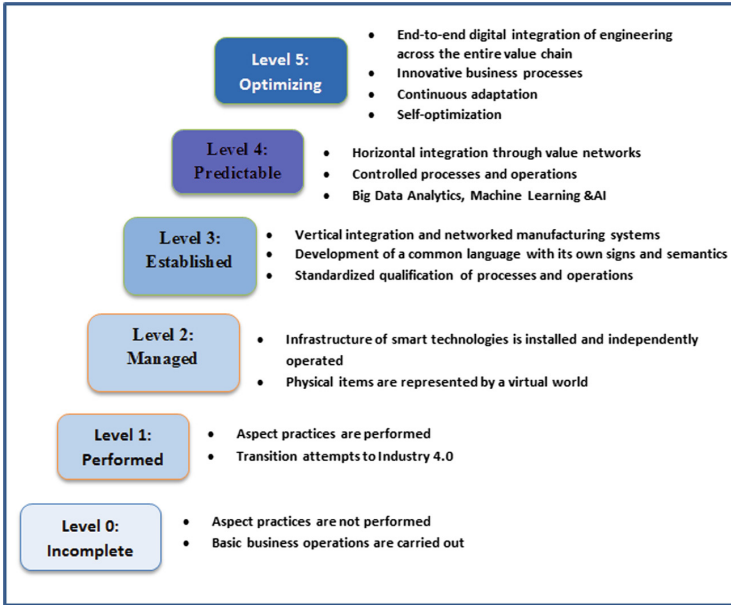 Level 5:
Optimizing
• End-to-end digital integration of engineering
across the entire value chain
• Innovative business processes
• Continuous adaptation
• Self-optimization
Level 4:
Predictable
• Horizontal integration through value networks
• Controlled processes and operations
• Big Data Analytics, Machine Learning &AI
Level 3:
Established
• Vertical integration and networked manufacturing systems
• Development of a common language with its own signs and semantics
• Standardized qualification of processes and operations
Level 2:
Managed
• Infrastructure of smart technologies is installed and independently
operated
• Physical items are represented by a virtual world
Level 1:
Performed
• Aspect practices are performed
• Transition attempts to Industry 4.0
Level 0:
Incomplete
• Aspect practices are not performed
• Basic business operations are carried out